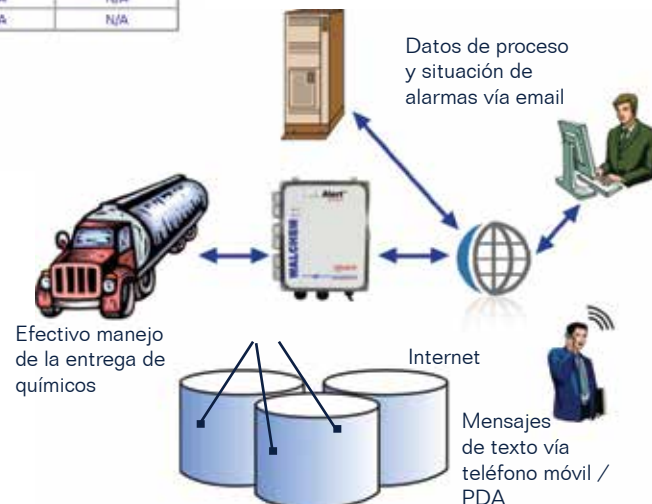 N/A
N/A
Datos de proceso
y situación de
alarmas vía email
Alert
WALCHEM
Efectivo manejo
de la entrega de
químicos
Internet
Mensajes
de texto vía
teléfono móvil /
PDA